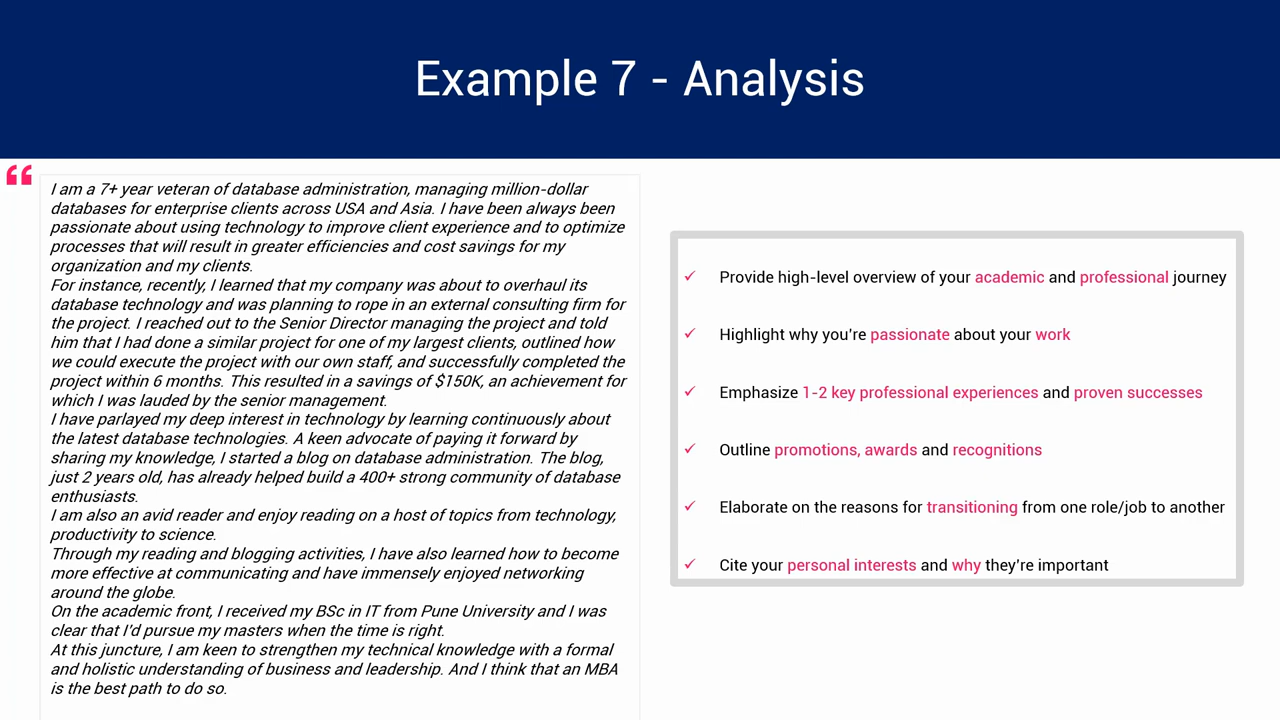 Example 7 - Analysis
“
I am a 7+ year veteran of database administration, managing million-dollar
databases for enterprise clients across USA and Asia. I have been always been
passionate about using technology to improve client experience and to optimize
processes that will result in greater efficiencies and cost savings for my
organization and my clients.
For instance, recently, I learned that my company was about to overhaul its
database technology and was planning to rope in an external consulting firm for
the project. I reached out to the Senior Director managing the project and told
him that I had done a similar project for one of my largest clients, outlined how
we could execute the project with our own staff, and successfully completed the
project within 6 months. This resulted in a savings of $150K, an achievement for
which I was lauded by the senior management.
I have parlayed my deep interest in technology by learning continuously about
the latest database technologies. A keen advocate of paying it forward by
sharing my knowledge, I started a blog on database administration. The blog,
just 2 years old, has already helped build a 400+ strong community of database
enthusiasts.
I am also an avid reader and enjoy reading on a host of topics from technology,
productivity to science.
Through my reading and blogging activities, I have also learned how to become
more effective at communicating and have immensely enjoyed networking
around the globe.
On the academic front, I received my BSc in IT from Pune University and I was
clear that I'd pursue my masters when the time is right.
At this juncture, I am keen to strengthen my technical knowledge with a formal
and holistic understanding of business and leadership. And I think that an MBA
is the best path to do so.
✓ Provide high-level overview of your academic and professional journey
✓ Highlight why you're passionate about your work
✓ Emphasize 1-2 key professional experiences and proven successes
✓ Outline promotions, awards and recognitions
✓ Elaborate on the reasons for transitioning from one role/job to another
✓ Cite your personal interests and why they're important